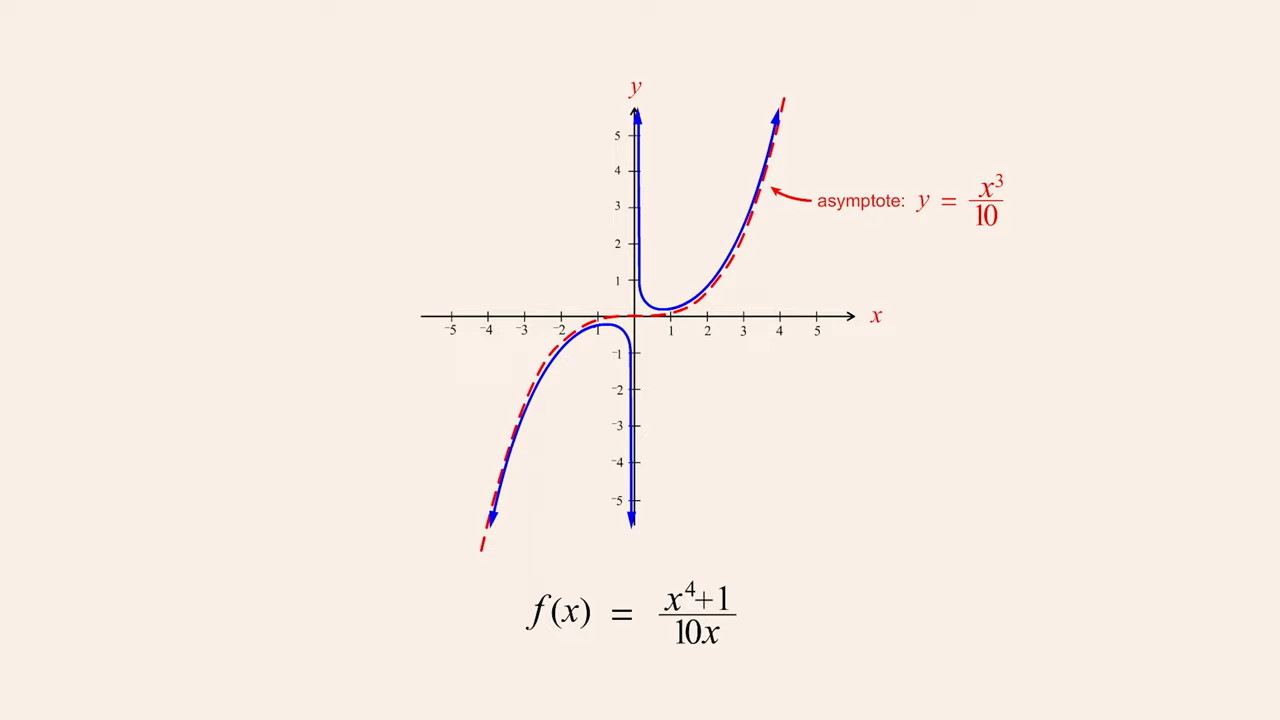 y
5
4
3
2
1
asymptote: y = x³/10
-5 -4 -3 -2 -1 1 2 3 4 5 x
-1
-2
-3
-4
-5
f(x) = x⁴+1/10x